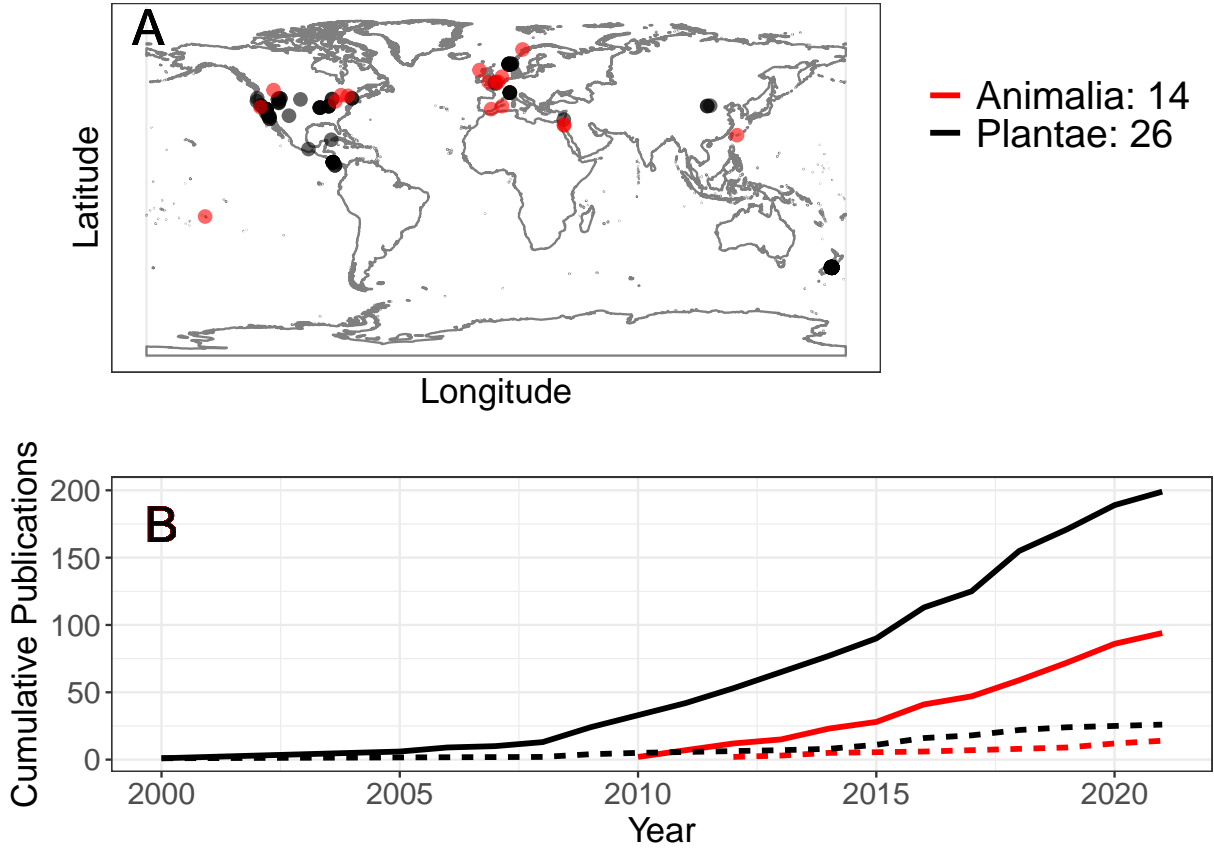 A
Latitude
Longitude
Animalia: 14
Plantae: 26
B
Cumulative Publications
200
150
100
50
0
2000
2005
2010
2015
2020
Year